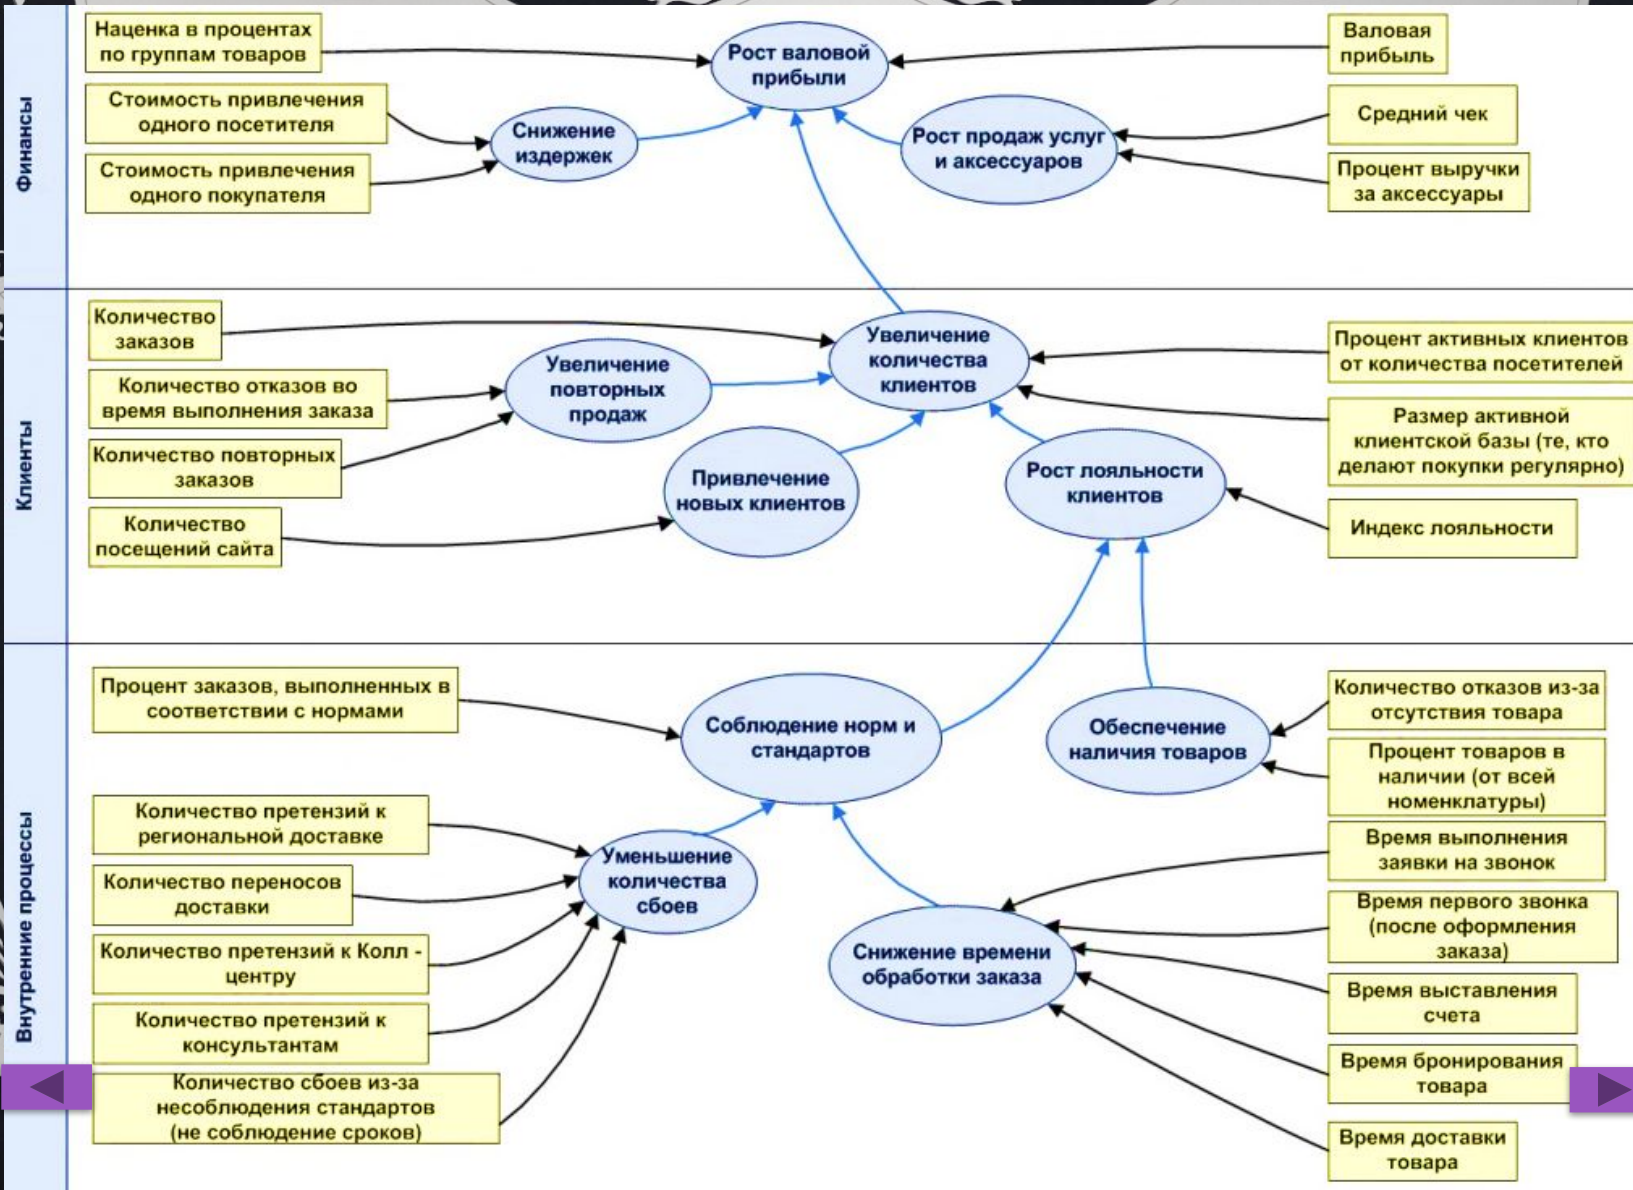 Финансы
Наценка в процентах
по группам товаров
Стоимость привлечения
одного посетителя
Стоимость привлечения
одного покупателя
Снижение
издержек
Рост валовой
прибыли
Рост продаж услуг
и аксессуаров
Валовая
прибыль
Средний чек
Процент выручки
за аксессуары
Клиенты
Количество
заказов
Количество отказов во
время выполнения заказа
Количество повторных
заказов
Количество
посещений сайта
Увеличение
повторных
продаж
Привлечение
новых клиентов
Увеличение
количества
клиентов
Рост лояльности
клиентов
Процент активных клиентов
от количества посетителей
Размер активной
клиентской базы (те, кто
делают покупки регулярно)
Индекс лояльности
Внутренние процессы
Процент заказов, выполненных в
соответствии с нормами
Количество претензий к
региональной доставке
Количество переносов
доставки
Количество претензий к Колл -
центру
Количество претензий к
консультантам
Количество сбоев из-за
несоблюдения стандартов
(не соблюдение сроков)
Соблюдение норм и
стандартов
Уменьшение
количества
сбоев
Обеспечение
наличия товаров
Снижение времени
обработки заказа
Количество отказов из-за
отсутствия товара
Процент товаров в
наличии (от всей
номенклатуры)
Время выполнения
заявки на звонок
Время первого звонка
(после оформления
заказа)
Время выставления
счета
Время бронирования
товара
Время доставки
товара